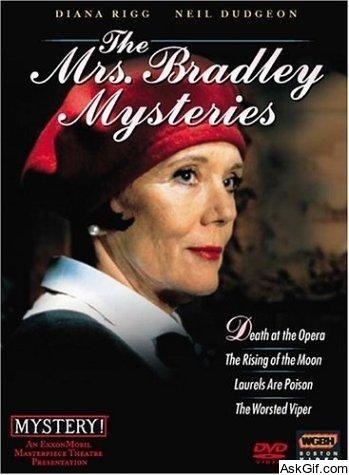 DIANA RIGG NEIL DUDGEON
The
Mrs. Bradley
Mysteries
Death at the Opera
The Rising of the Moon
Laurels Are Poison
The Worsted Viper
MYSTERY!
AN EXXONMOBIL
MASTERPIECE THEATRE
PRESENTATION
DVD
VIDEO
WGBH
BOSTON
VIDEO
AskGif.com